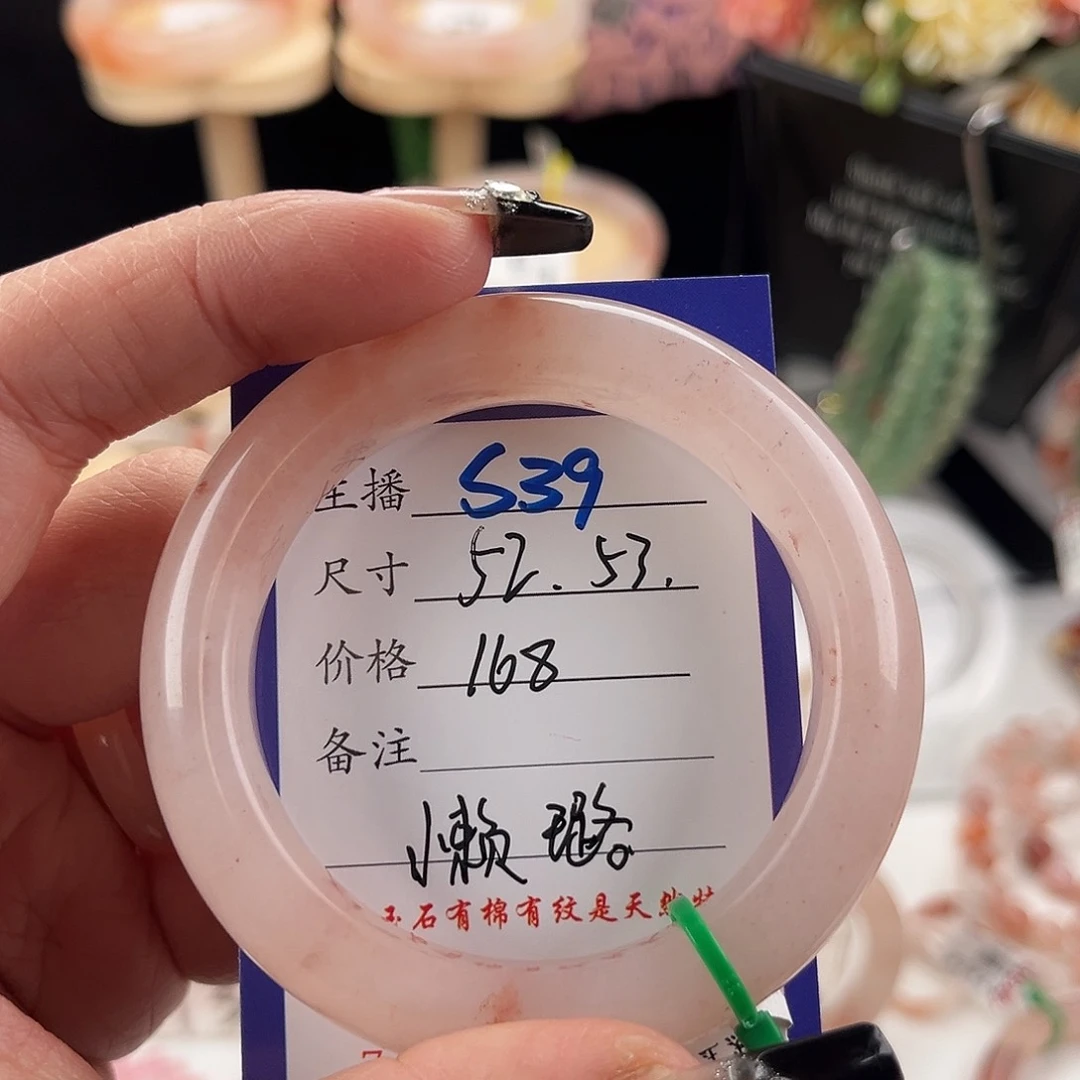 主播 S39
尺寸 52. 53.
价格 168
备注
懒 璐。
玉石有棉有纹是天然